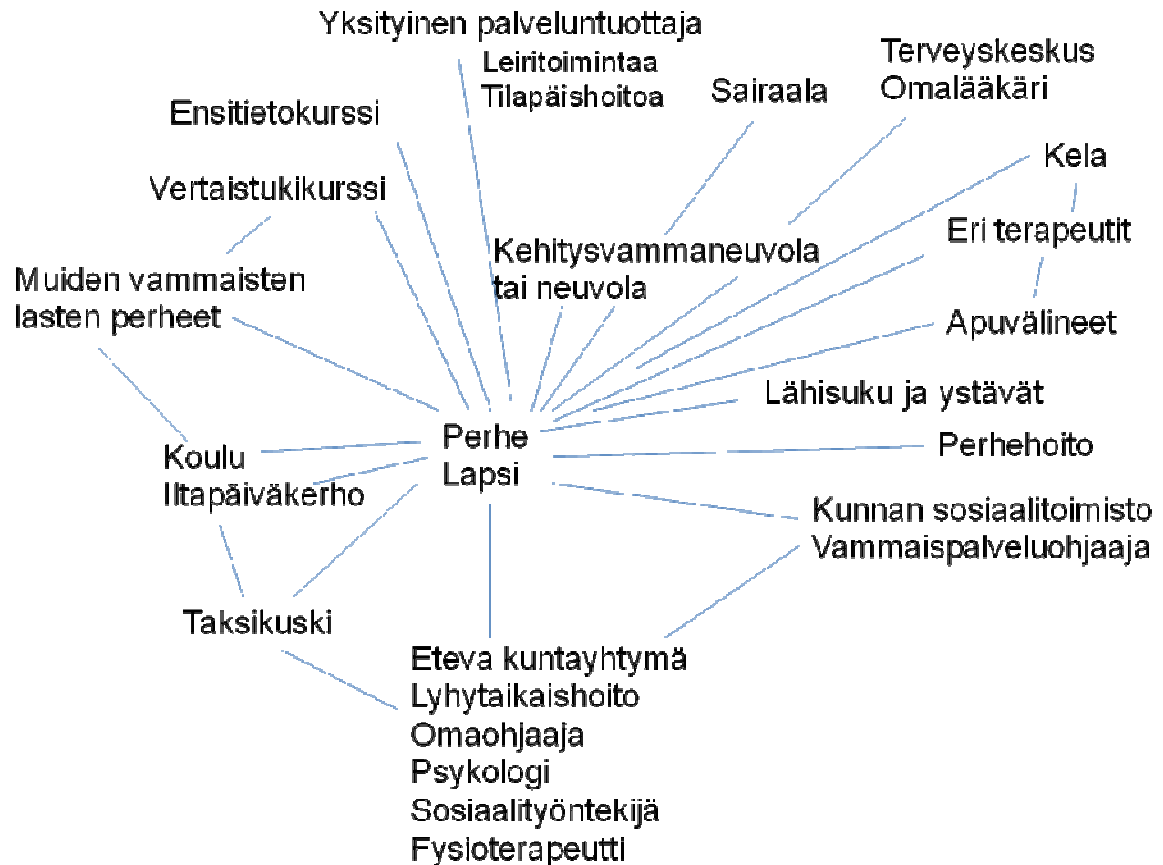 Yksityinen palveluntuottaja
Leiritoimintaa
Tilapäishoitoa
Sairaala
Terveyskeskus
Omalääkäri
Ensitietokurssi
Kela
Vertaistukikurssi
Eri terapeutit
Kehitysvammaneuvola
tai neuvola
Muiden vammaisten
lasten perheet
Apuvälineet
Lähisuku ja ystävät
Perhe
Lapsi
Perhehoito
Koulu
Iltapäiväkerho
Kunnan sosiaalitoimisto
Vammaispalveluohjaaja
Taksikuski
Eteva kuntayhtymä
Lyhytaikaishoito
Omaohjaaja
Psykologi
Sosiaalityöntekijä
Fysioterapeutti